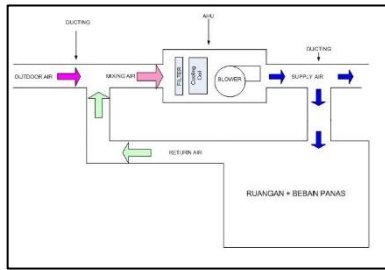 DUCTING
AHU
DUCTING
OUTDOOR AIR
MIXING AIR
FILTER
Cooling
Coil
BLOWER
SUPPLY AIR
RETURN AIR
RUANGAN + BEBAN PANAS